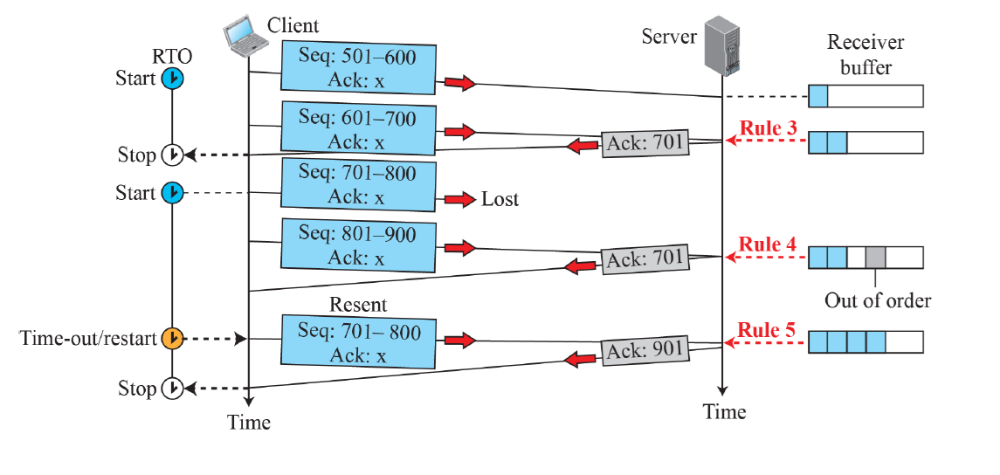 Client
Server
Receiver
buffer
RTO
Start
Seq: 501–600
Ack: x
Seq: 601–700
Ack: x
Rule 3
Ack: 701
Stop
Seq: 701–800
Ack: x
Start
Lost
Seq: 801–900
Ack: x
Rule 4
Ack: 701
Out of order
Resent
Time-out/restart
Seq: 701– 800
Ack: x
Rule 5
Ack: 901
Stop
Time
Time